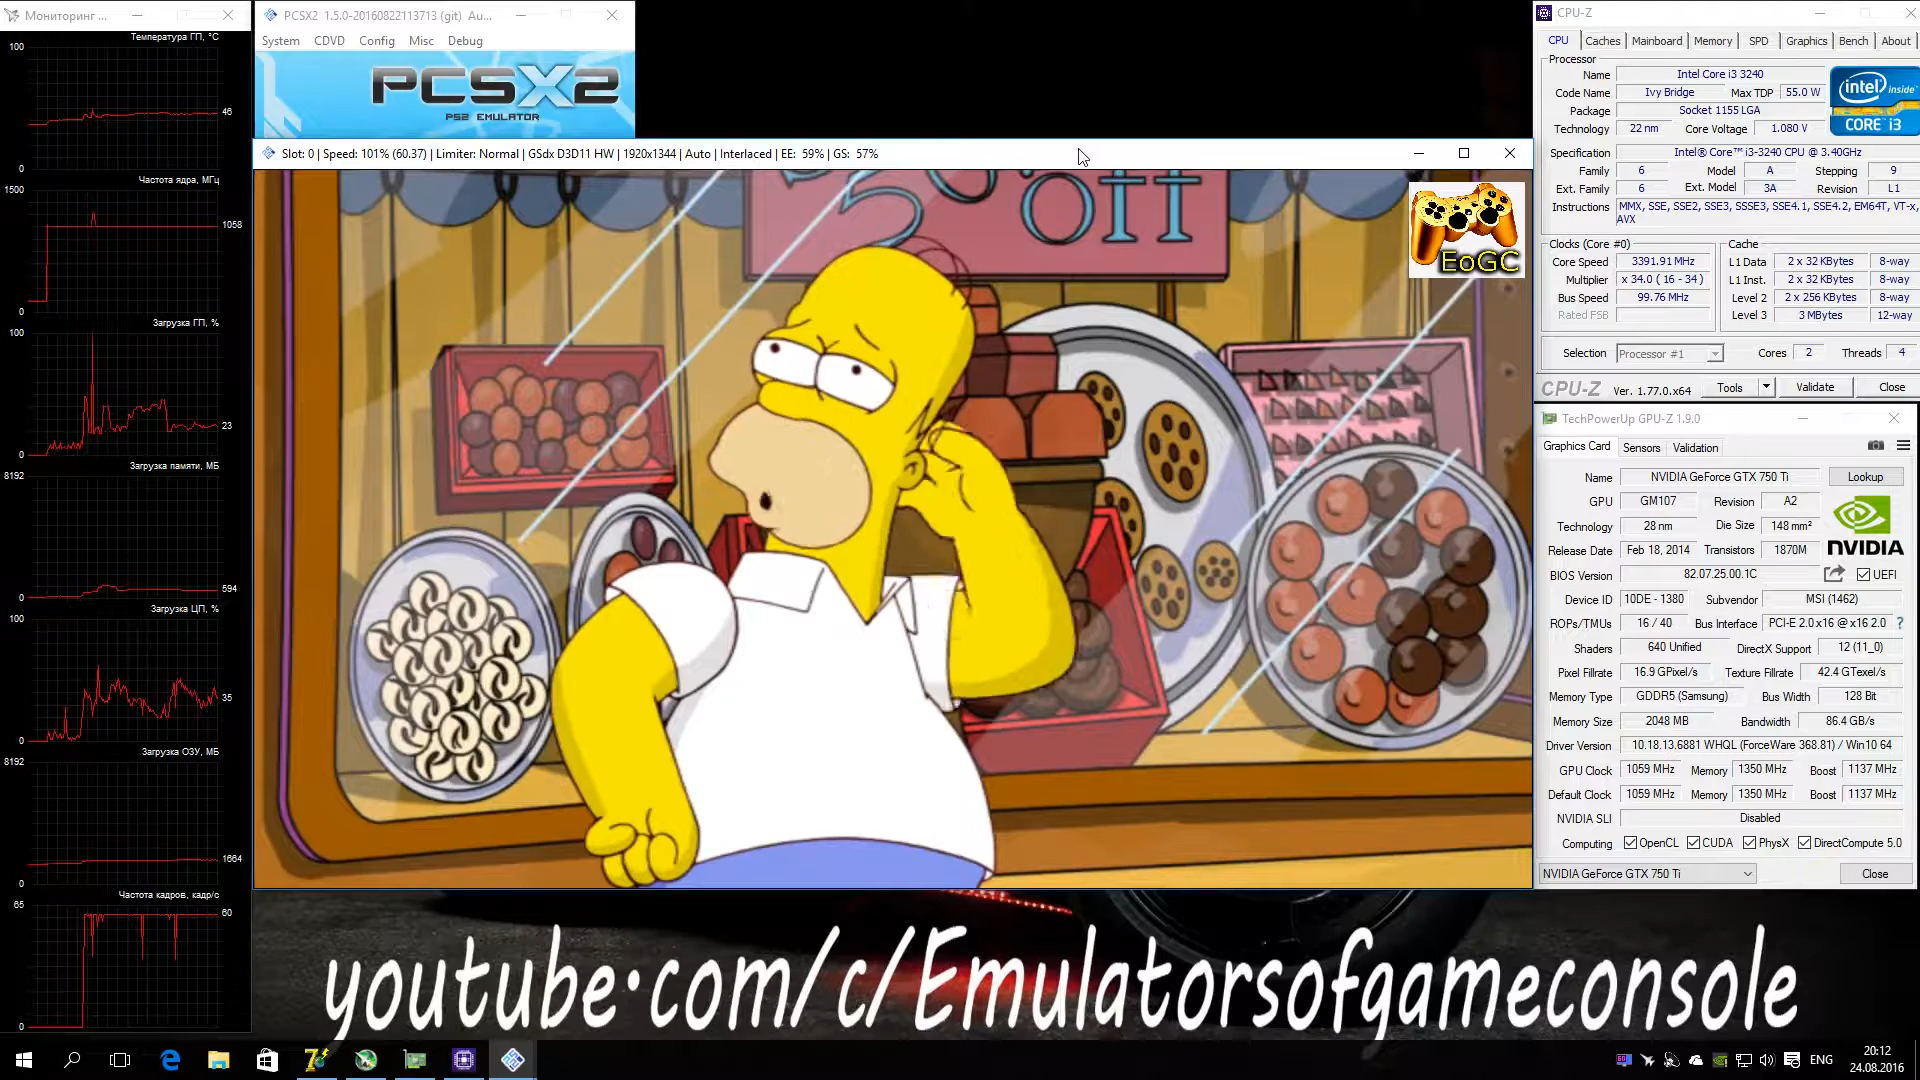 Мониторинг ...
Температура ГП, °C
100
46
0
Частота ядра, МГц
1500
1058
0
Загрузка ГП, %
100
23
0
Загрузка памяти, МБ
8192
594
0
Загрузка ЦП, %
100
35
0
Загрузка ОЗУ, МБ
8192
1664
0
Частота кадров, кадр/с
65
60
0
PCSX2 1.5.0-20160822113713 (git) Au...
System CDVD Config Misc Debug
PCSX2
PS2 EMULATOR
Slot: 0 | Speed: 101% (60.37) | Limiter: Normal | GSdx D3D11 HW | 1920x1344 | Auto | Interlaced | EE: 59% | GS: 57%
off
EoGC
CPU-Z
CPU Caches Mainboard Memory SPD Graphics Bench About
Processor
Name Intel Core i3 3240
Code Name Ivy Bridge Max TDP 55.0 W
Package Socket 1155 LGA
Technology 22 nm Core Voltage 1.080 V
intel inside™
CORE i3
Specification Intel® Core™ i3-3240 CPU @ 3.40GHz
Family 6 Model A Stepping 9
Ext. Family 6 Ext. Model 3A Revision L1
Instructions MMX, SSE, SSE2, SSE3, SSSE3, SSE4.1, SSE4.2, EM64T, VT-x,
AVX
Clocks (Core #0) Cache
Core Speed 3391.91 MHz L1 Data 2 x 32 KBytes 8-way
Multiplier x 34.0 ( 16 - 34 ) L1 Inst. 2 x 32 KBytes 8-way
Bus Speed 99.76 MHz Level 2 2 x 256 KBytes 8-way
Rated FSB Level 3 3 MBytes 12-way
Selection Processor #1 Cores 2 Threads 4
CPU-Z Ver. 1.77.0.x64 Tools Validate Close
TechPowerUp GPU-Z 1.9.0
Graphics Card Sensors Validation
Name NVIDIA GeForce GTX 750 Ti Lookup
GPU GM107 Revision A2
Technology 28 nm Die Size 148 mm²
Release Date Feb 18, 2014 Transistors 1870M
NVIDIA
BIOS Version 82.07.25.00.1C UEFI
Device ID 10DE - 1380 Subvendor MSI (1462)
ROPs/TMUs 16 / 40 Bus Interface PCI-E 2.0 x16 @ x16 2.0 ?
Shaders 640 Unified DirectX Support 12 (11_0)
Pixel Fillrate 16.9 GPixel/s Texture Fillrate 42.4 GTexel/s
Memory Type GDDR5 (Samsung) Bus Width 128 Bit
Memory Size 2048 MB Bandwidth 86.4 GB/s
Driver Version 10.18.13.6881 WHQL (ForceWare 368.81) / Win10 64
GPU Clock 1059 MHz Memory 1350 MHz Boost 1137 MHz
Default Clock 1059 MHz Memory 1350 MHz Boost 1137 MHz
NVIDIA SLI Disabled
Computing OpenCL CUDA PhysX DirectCompute 5.0
NVIDIA GeForce GTX 750 Ti Close
youtube.com/c/Emulatorsofgameconsole
60 ENG 20:12
24.08.2016